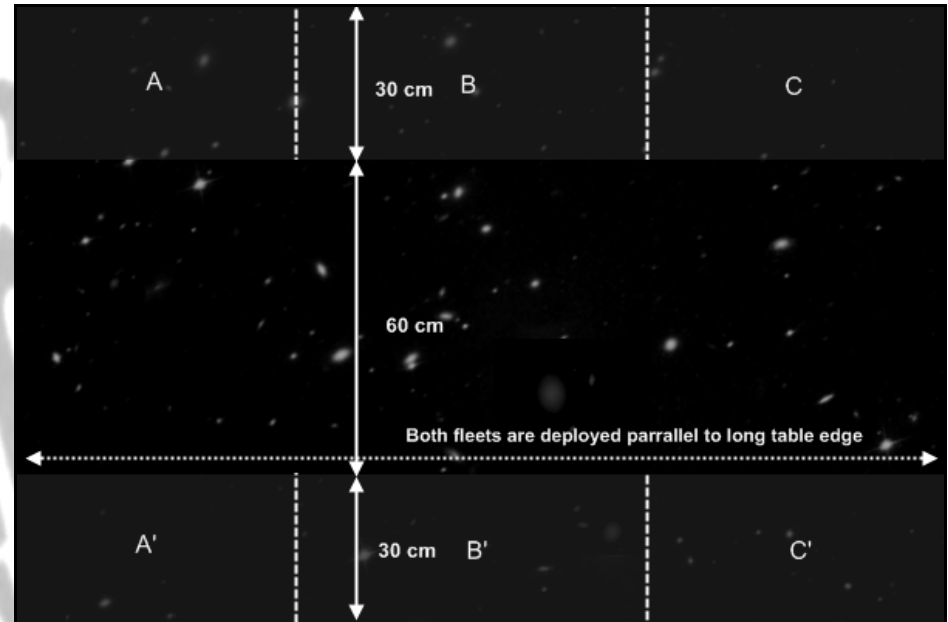 A
B
C
30 cm
60 cm
Both fleets are deployed parrallel to long table edge
A'
30 cm
B'
C'